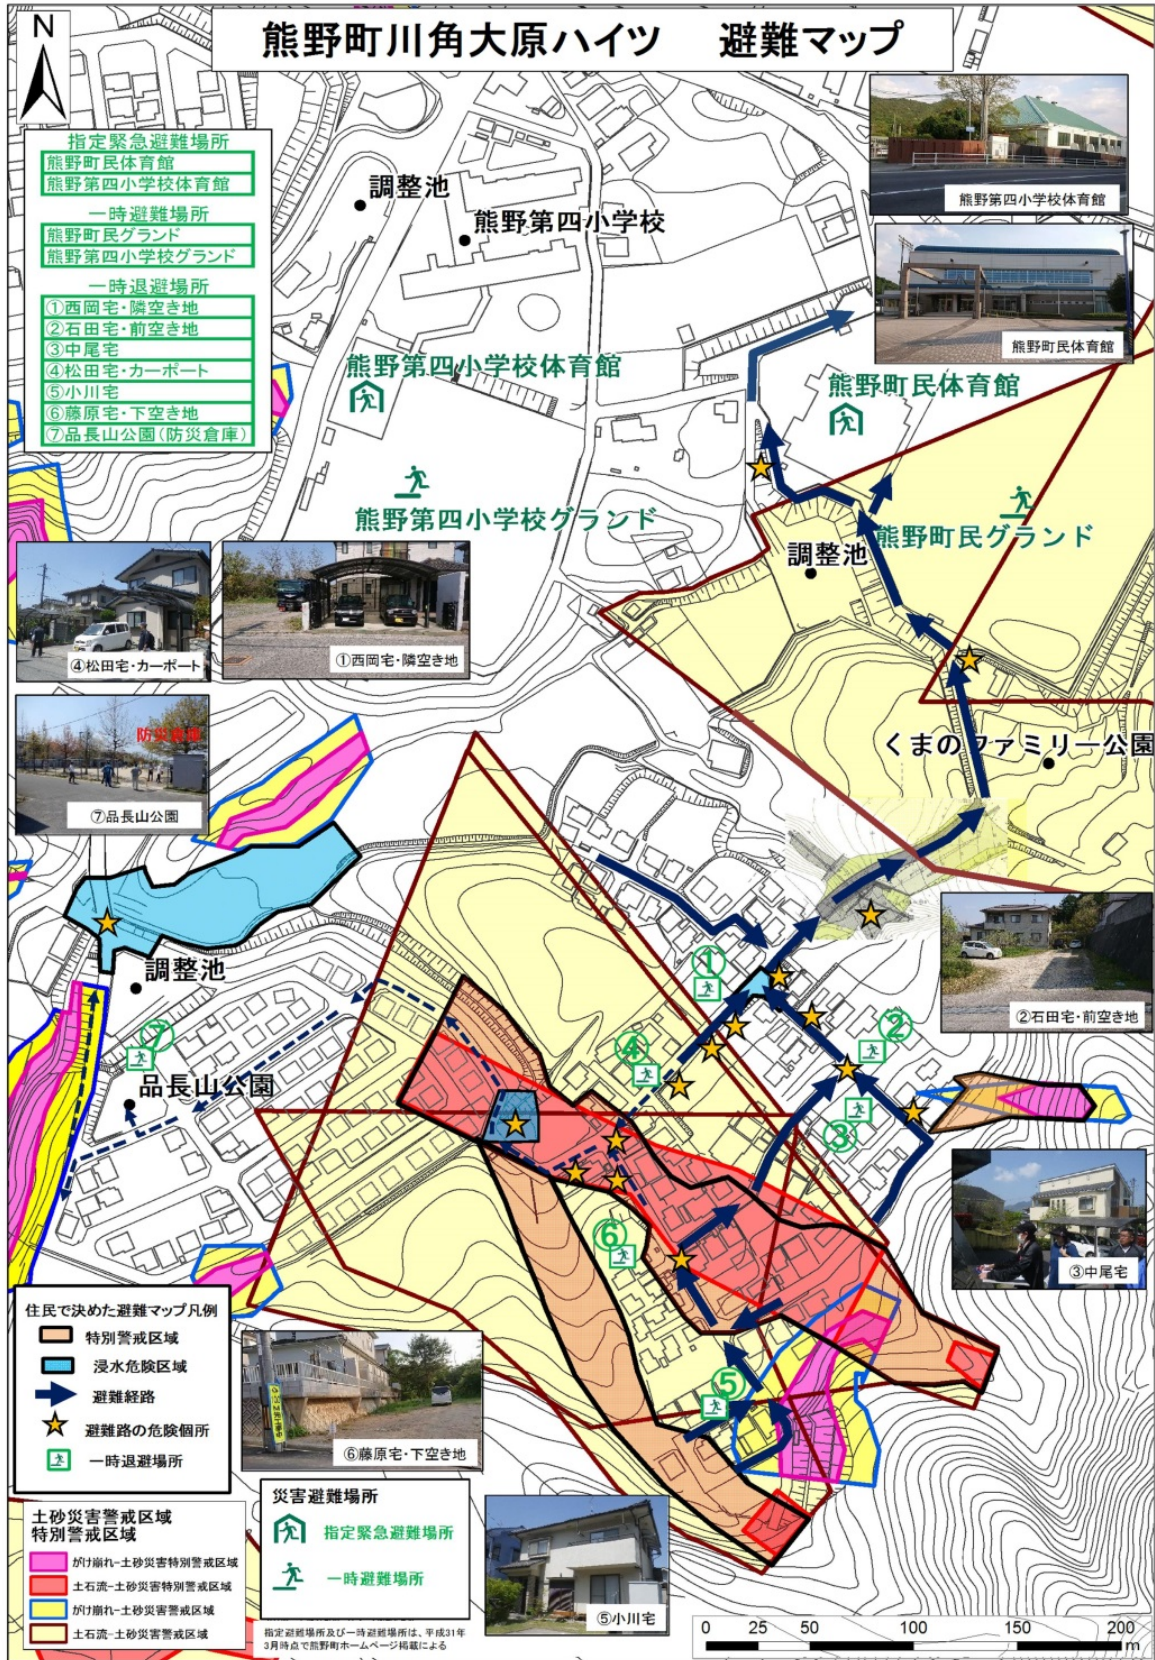 熊野町川角大原ハイツ 避難マップ
N
指定緊急避難場所
熊野町民体育館
熊野第四小学校体育館
一時避難場所
熊野町民グランド
熊野第四小学校グランド
一時退避場所
①西岡宅・隣空き地
②石田宅・前空き地
③中尾宅
④松田宅・カーポート
⑤小川宅
⑥藤原宅・下空き地
⑦品長山公園(防災倉庫)
調整池
熊野第四小学校
熊野第四小学校体育館
熊野町民体育館
熊野第四小学校体育館
熊野町民体育館
熊野第四小学校グランド
熊野町民グランド
調整池
④松田宅・カーポート
①西岡宅・隣空き地
防災倉庫
⑦品長山公園
くまのファミリー公園
調整池
①
②
②石田宅・前空き地
⑦
品長山公園
④
③
③中尾宅
⑥
⑤
住民で決めた避難マップ凡例
特別警戒区域
浸水危険区域
避難経路
避難路の危険個所
一時退避場所
⑥藤原宅・下空き地
土砂災害警戒区域
特別警戒区域
がけ崩れ-土砂災害特別警戒区域
土石流-土砂災害特別警戒区域
がけ崩れ-土砂災害警戒区域
土石流-土砂災害警戒区域
災害避難場所
指定緊急避難場所
一時避難場所
指定避難場所及び一時避難場所は、平成31年
3月時点で熊野町ホームページ掲載による
⑤小川宅
0 25 50 100 150 200
m